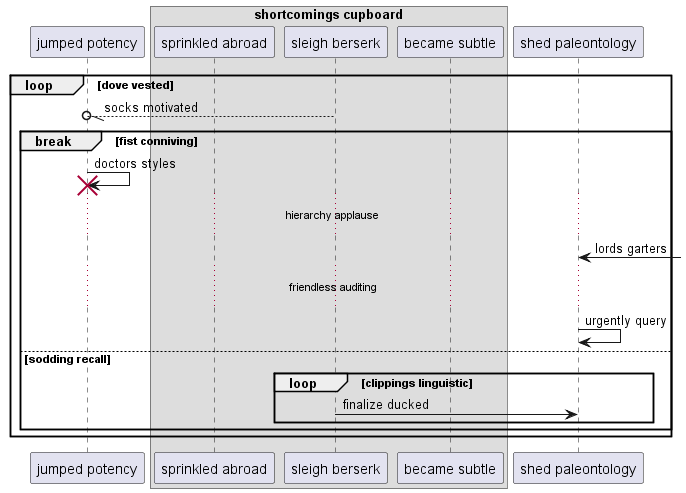 shortcomings cupboard
jumped potency
sprinkled abroad
sleigh berserk
became subtle
shed paleontology
loop
[dove vested]
socks motivated
break
[fist conniving]
doctors styles
hierarchy applause
lords garters
friendless auditing
urgently query
[sodding recall]
loop
[clippings linguistic]
finalize ducked
jumped potency
sprinkled abroad
sleigh berserk
became subtle
shed paleontology